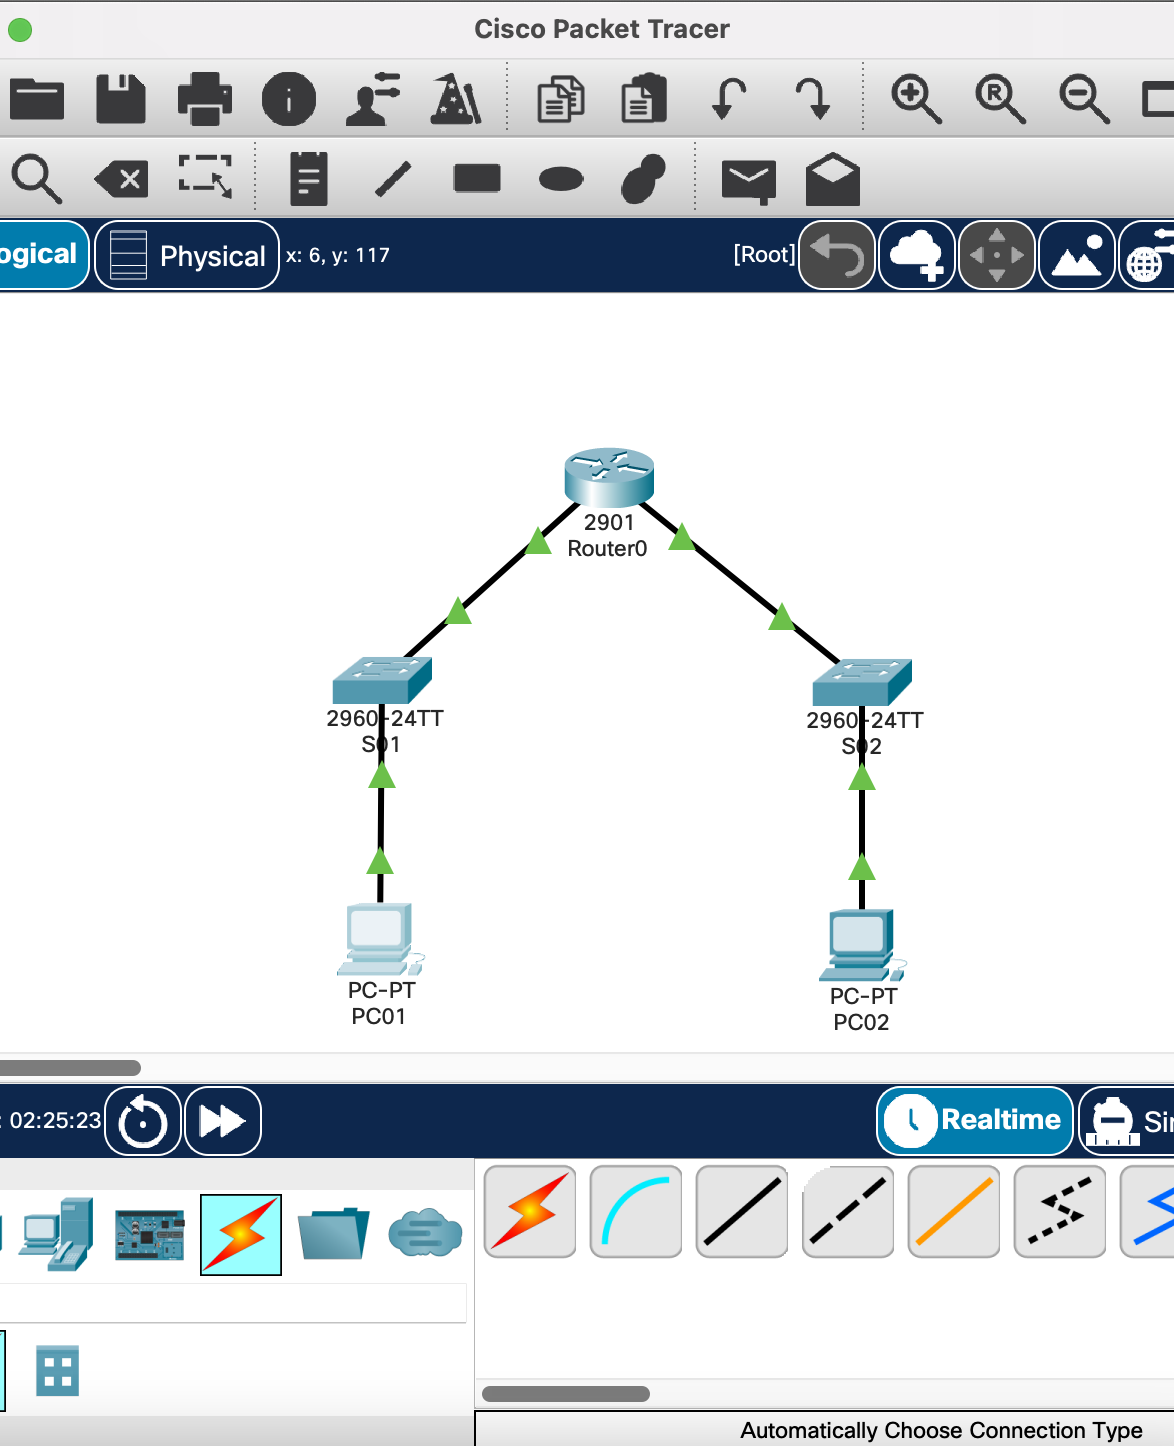 Cisco Packet Tracer
ogical
Physical
x: 6, y: 117
[Root]
2901
Router0
2960-24TT
S01
2960-24TT
S02
PC-PT
PC01
PC-PT
PC02
: 02:25:23
Realtime
Sir
Automatically Choose Connection Type